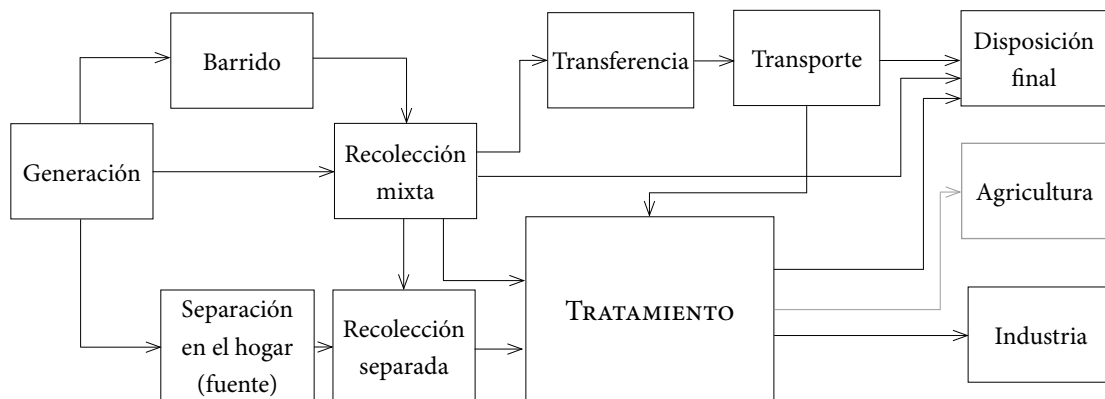 Barrido
Transferencia
Transporte
Disposición
final
Generación
Recolección
mixta
Agricultura
Separación
en el hogar
(fuente)
Recolección
separada
TRATAMIENTO
Industria